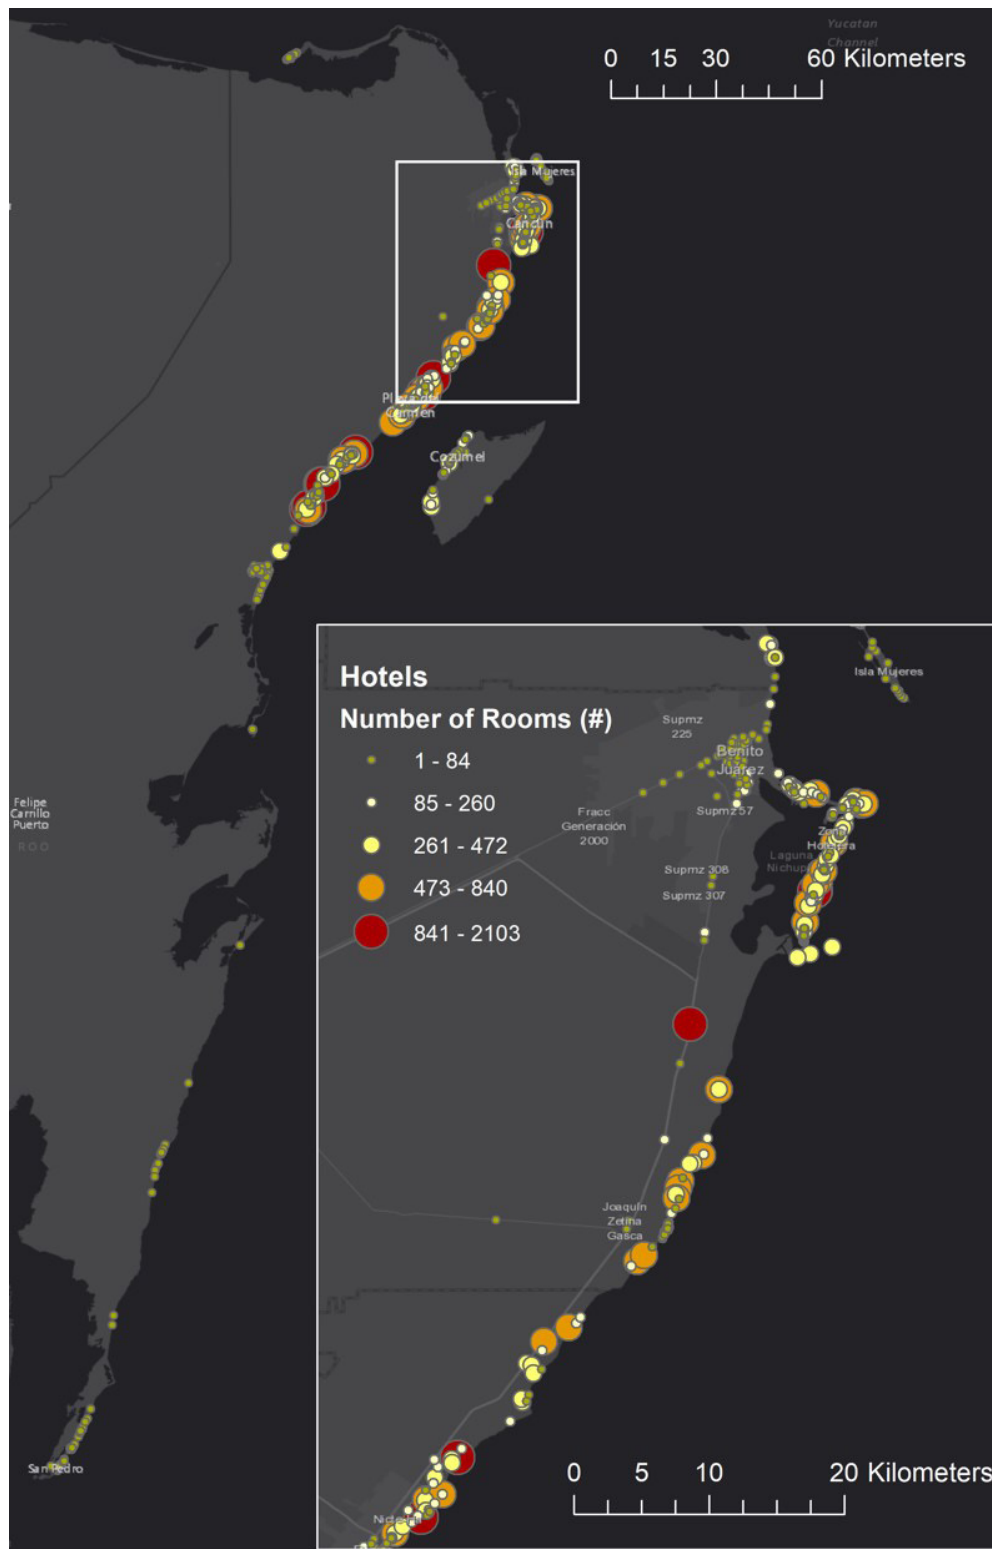 Yucatan
Channel
0 15 30 60 Kilometers
Isla Mujeres
Cancún
Playa del
Carmen
Cozumel
Felipe
Carrillo
Puerto
ROO
San Pedro
Hotels
Number of Rooms (#)
1 - 84
85 - 260
261 - 472
473 - 840
841 - 2103
Isla Mujeres
Supmz
225
Benito
Juárez
Supmz 57
Fracc
Generación
2000
Zona
Hotelera
Laguna
Supmz 308
Supmz 307
Joaquín
Zetina
Gasca
0 5 10 20 Kilometers